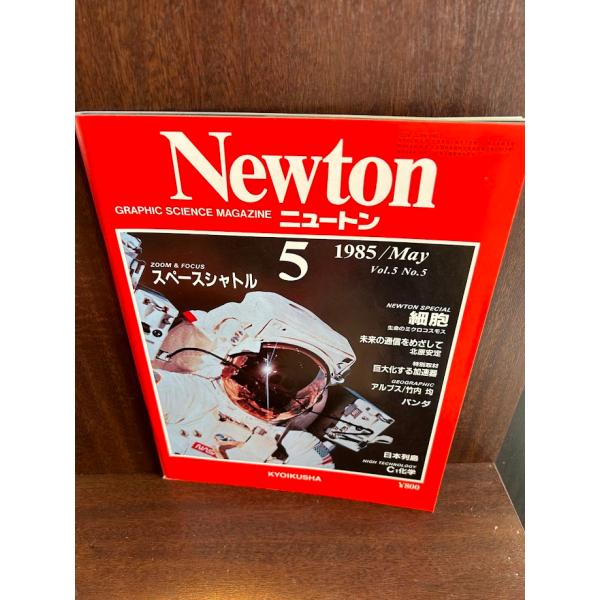 Newton
GRAPHIC SCIENCE MAGAZINE ニュートン
5
1985/May
Vol.5 No.5
ZOOM & FOCUS
スペースシャトル
NEWTON SPECIAL
細胞
生命のミクロコスモス
未来の通信をめざして
北原安定
特別取材
巨大化する加速器
GEOGRAPHIC
アルプス/竹内 均
パンダ
日本列島
HIGH TECHNOLOGY
C₁化学
NASA
KYOIKUSHA
¥800